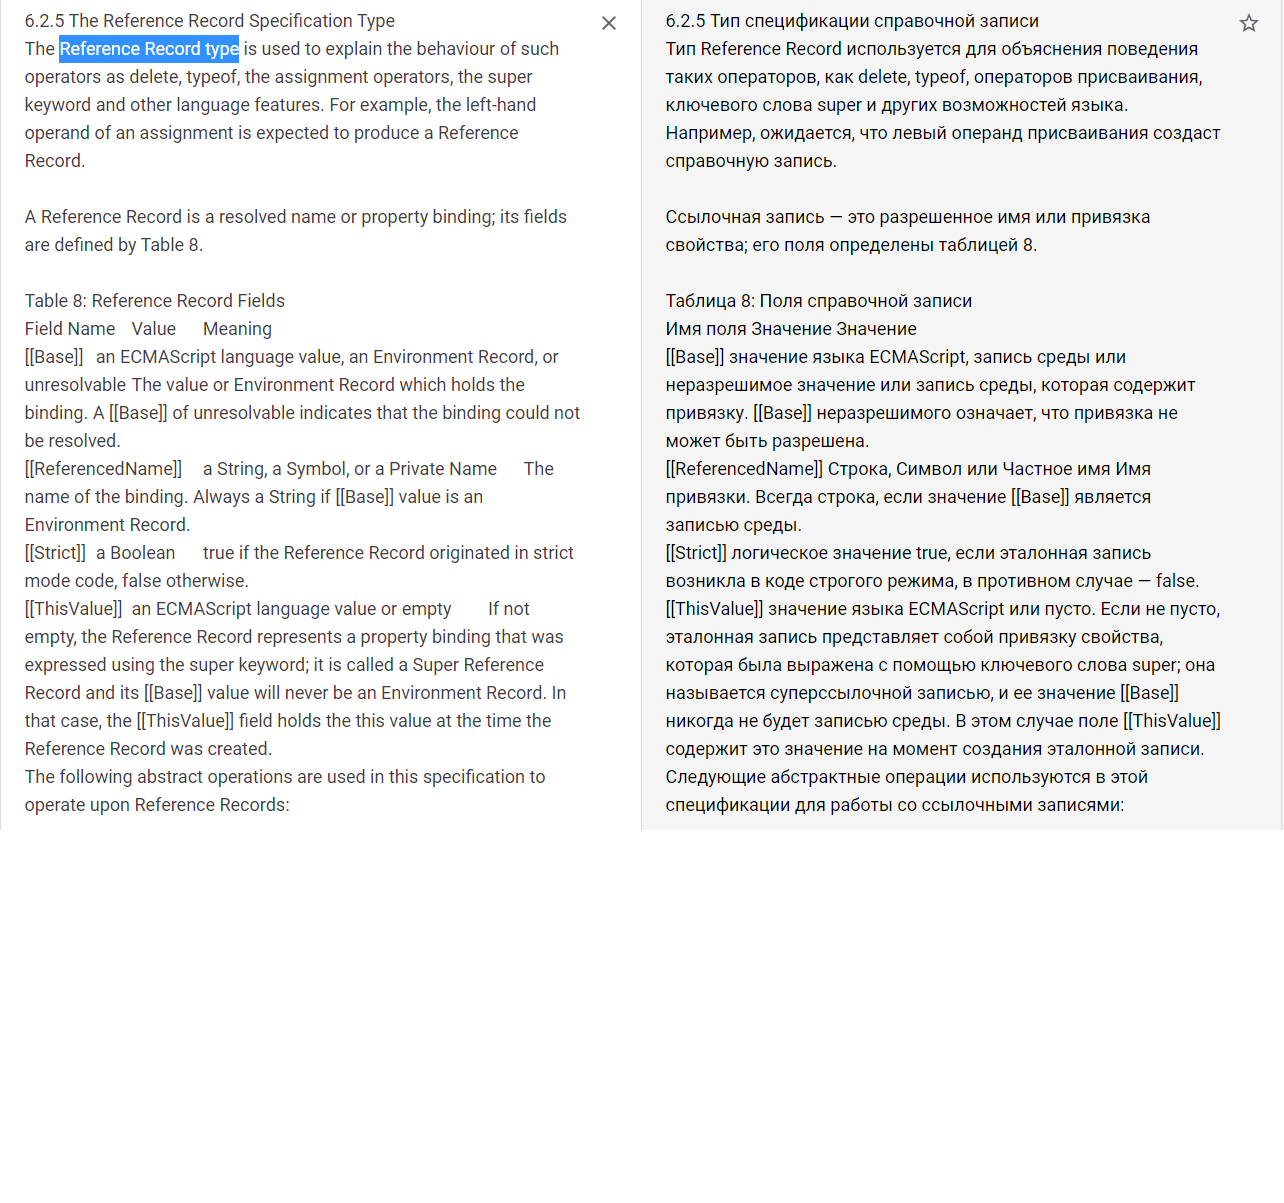 6.2.5 The Reference Record Specification Type
The Reference Record type is used to explain the behaviour of such
operators as delete, typeof, the assignment operators, the super
keyword and other language features. For example, the left-hand
operand of an assignment is expected to produce a Reference
Record.
A Reference Record is a resolved name or property binding; its fields
are defined by Table 8.
Table 8: Reference Record Fields
Field Name Value Meaning
[[Base]] an ECMAScript language value, an Environment Record, or
unresolvable The value or Environment Record which holds the
binding. A [[Base]] of unresolvable indicates that the binding could not
be resolved.
[[ReferencedName]] a String, a Symbol, or a Private Name The
name of the binding. Always a String if [[Base]] value is an
Environment Record.
[[Strict]] a Boolean true if the Reference Record originated in strict
mode code, false otherwise.
[[ThisValue]] an ECMAScript language value or empty If not
empty, the Reference Record represents a property binding that was
expressed using the super keyword; it is called a Super Reference
Record and its [[Base]] value will never be an Environment Record. In
that case, the [[ThisValue]] field holds the this value at the time the
Reference Record was created.
The following abstract operations are used in this specification to
operate upon Reference Records:
6.2.5 Тип спецификации справочной записи
Тип Reference Record используется для объяснения поведения
таких операторов, как delete, typeof, операторов присваивания,
ключевого слова super и других возможностей языка.
Например, ожидается, что левый операнд присваивания создаст
справочную запись.
Ссылочная запись — это разрешенное имя или привязка
свойства; его поля определены таблицей 8.
Таблица 8: Поля справочной записи
Имя поля Значение Значение
[[Base]] значение языка ECMAScript, запись среды или
неразрешимое значение или запись среды, которая содержит
привязку. [[Base]] неразрешимого означает, что привязка не
может быть разрешена.
[[ReferencedName]] Строка, Символ или Частное имя Имя
привязки. Всегда строка, если значение [[Base]] является
записью среды.
[[Strict]] логическое значение true, если эталонная запись
возникла в коде строгого режима, в противном случае — false.
[[ThisValue]] значение языка ECMAScript или пусто. Если не пусто,
эталонная запись представляет собой привязку свойства,
которая была выражена с помощью ключевого слова super; она
называется суперссылочной записью, и ее значение [[Base]]
никогда не будет записью среды. В этом случае поле [[ThisValue]]
содержит это значение на момент создания эталонной записи.
Следующие абстрактные операции используются в этой
спецификации для работы со ссылочными записями: